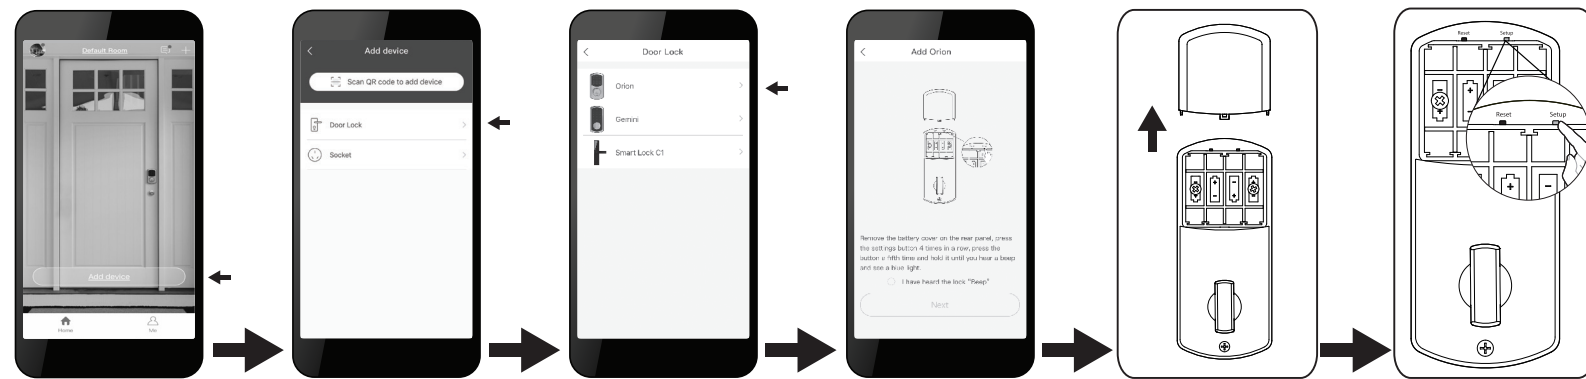 Default Room
Add device
Home
Me
Add device
Scan QR code to add device
Door Lock
Socket
Door Lock
Orion
Gemini
Smart Lock C1
Add Orion
Remove the battery cover on the rear panel, press
the settings button 4 times in a row, press the
button a fifth time and hold it until you hear a beep
and see a blue light.
I have heard the lock "Beep"
Next
Reset
Setup
Reset
Setup